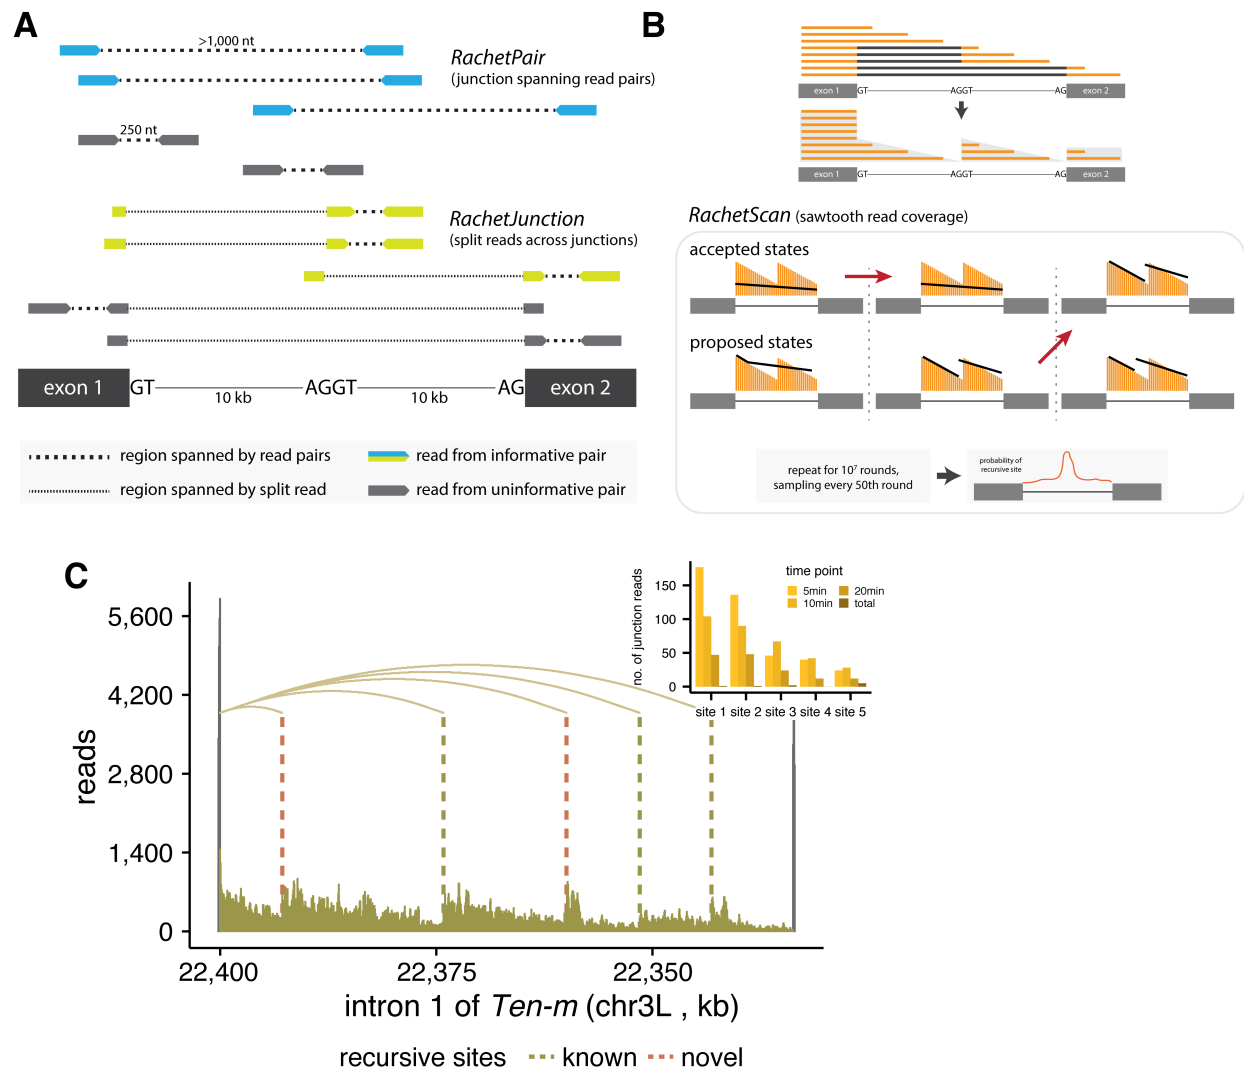 A
>1,000 nt
RachetPair
(junction spanning read pairs)
250 nt
RachetJunction
(split reads across junctions)
exon 1
GT
AGGT
AG
exon 2
10 kb
10 kb
region spanned by read pairs
read from informative pair
region spanned by split read
read from uninformative pair
B
exon 1
GT
AGGT
AG
exon 2
exon 1
GT
AGGT
AG
exon 2
RachetScan (sawtooth read coverage)
accepted states
proposed states
repeat for 10⁷ rounds,
sampling every 50th round
probability of
recursive site
C
5,600
4,200
2,800
1,400
0
reads
22,400
22,375
22,350
intron 1 of Ten-m (chr3L , kb)
recursive sites
known
novel
no. of junction reads
150
100
50
0
time point
5min
20min
10min
total
site 1
site 2
site 3
site 4
site 5